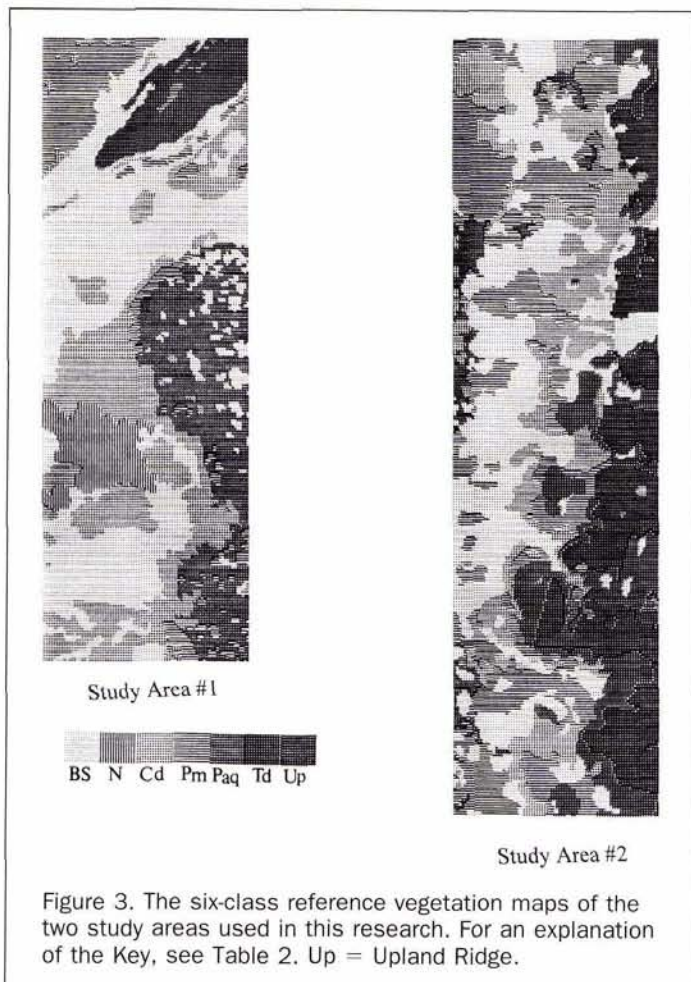 Study Area #1
BS N Cd Pm Paq Td Up
Study Area #2
Figure 3. The six-class reference vegetation maps of the
two study areas used in this research. For an explanation
of the Key, see Table 2. Up = Upland Ridge.